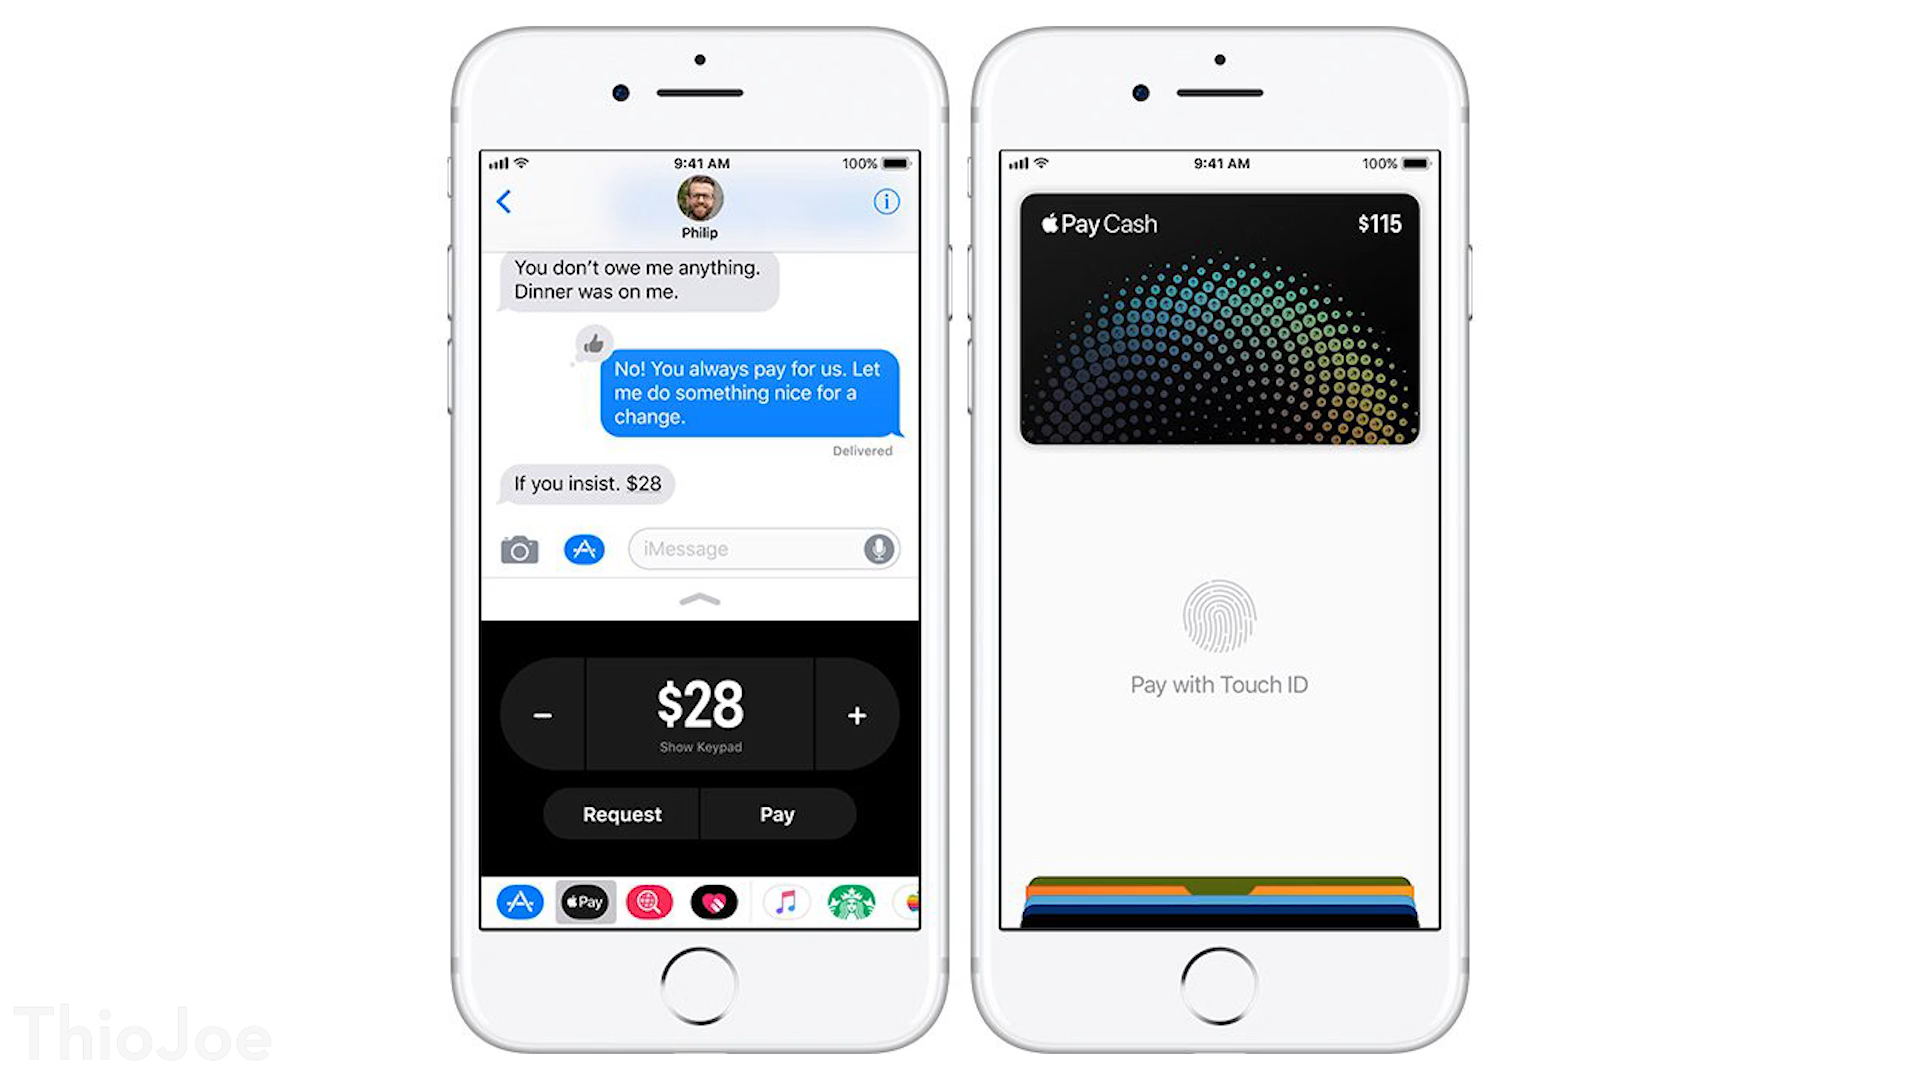 9:41 AM
100%
Philip
You don't owe me anything.
Dinner was on me.
No! You always pay for us. Let
me do something nice for a
change.
Delivered
If you insist. $28
iMessage
$28
Show Keypad
Request
Pay
Pay
9:41 AM
100%
Pay Cash
$115
Pay with Touch ID
ThioJoe